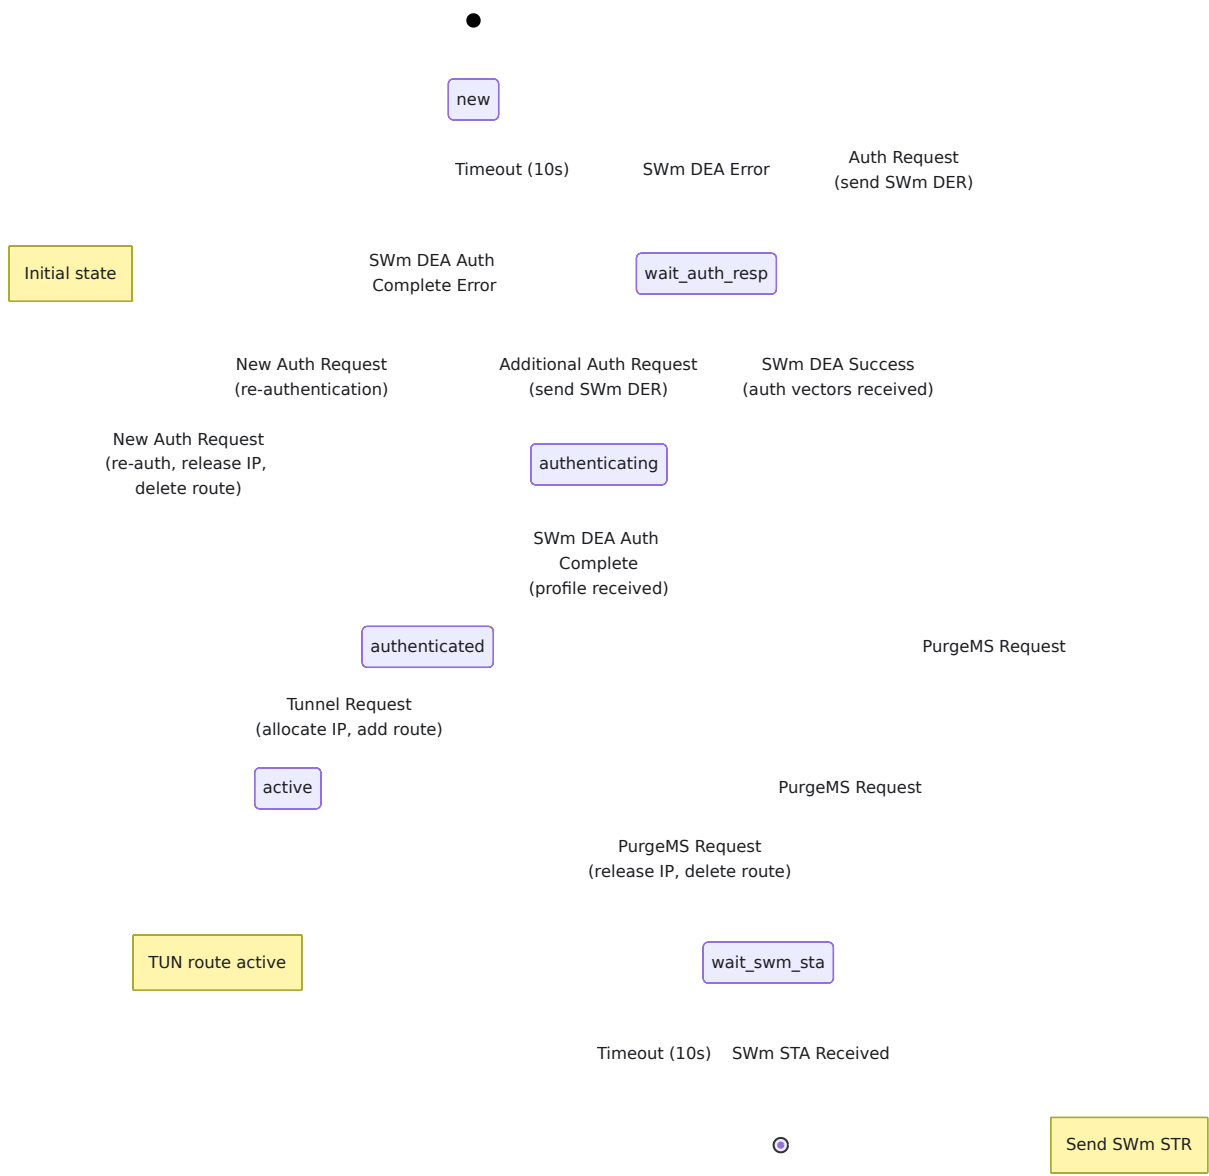 new
Timeout (10s)
SWm DEA Error
Auth Request
(send SWm DER)
Initial state
SWm DEA Auth
Complete Error
wait_auth_resp
New Auth Request
(re-authentication)
Additional Auth Request
(send SWm DER)
SWm DEA Success
(auth vectors received)
New Auth Request
(re-auth, release IP,
delete route)
authenticating
SWm DEA Auth
Complete
(profile received)
authenticated
PurgeMS Request
Tunnel Request
(allocate IP, add route)
active
PurgeMS Request
PurgeMS Request
(release IP, delete route)
TUN route active
wait_swm_sta
Timeout (10s)
SWm STA Received
Send SWm STR